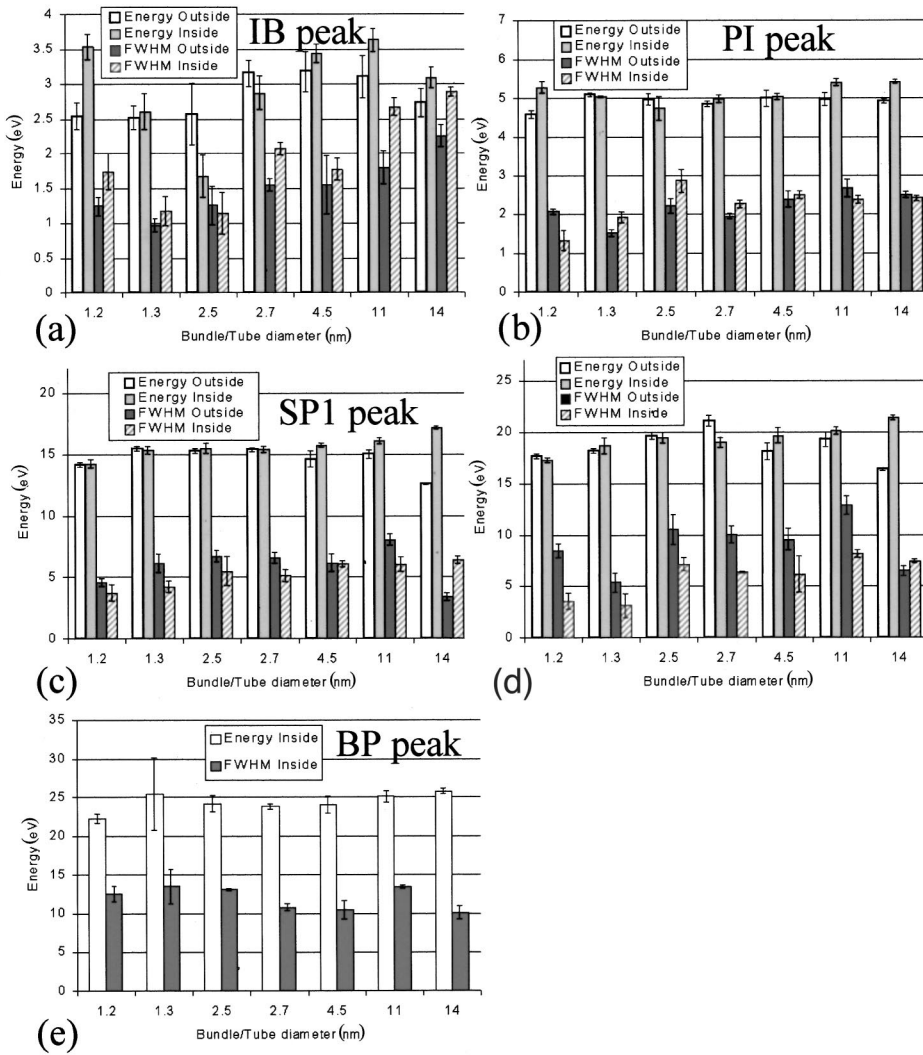 Energy Outside
Energy Inside
FWHM Outside
FWHM Inside
IB peak
4
3.5
3
2.5
2
1.5
1
0.5
0
Energy (eV)
1.2 1.3 2.5 2.7 4.5 11 14
Bundle/Tube diameter (nm)
(a)
Energy Outside
Energy Inside
FWHM Outside
FWHM Inside
PI peak
7
6
5
4
3
2
1
0
Energy (eV)
1.2 1.3 2.5 2.7 4.5 11 14
Bundle/Tube diameter (nm)
(b)
Energy Outside
Energy Inside
FWHM Outside
FWHM Inside
SP1 peak
20
15
10
5
0
Energy (eV)
1.2 1.3 2.5 2.7 4.5 11 14
Bundle/Tube diameter (nm)
(c)
Energy Outside
Energy Inside
FWHM Outside
FWHM Inside
25
20
15
10
5
0
Energy (eV)
1.2 1.3 2.5 2.7 4.5 11 14
Bundle/Tube diameter (nm)
(d)
Energy Inside
FWHM Inside
BP peak
35
30
25
20
15
10
5
0
Energy (eV)
1.2 1.3 2.5 2.7 4.5 11 14
Bundle/Tube diameter (nm)
(e)